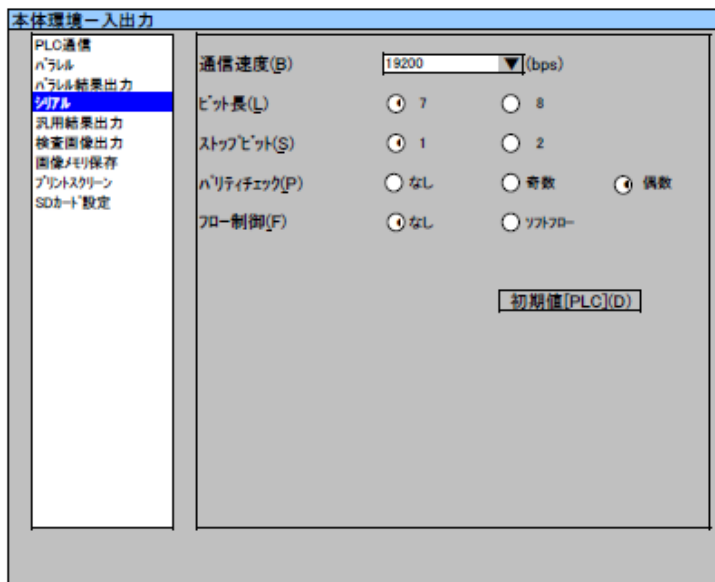 本体環境ー入出力
PLC通信
パラレル
パラレル結果出力
シリアル
汎用結果出力
検査画像出力
画像メモリ保存
プリントスクリーン
SDカード設定
通信速度(B) 19200 (bps)
ビット長(L) 7 8
ストップビット(S) 1 2
パリティチェック(P) なし 奇数 偶数
フロー制御(F) なし ソフトフロー
初期値[PLC](D)